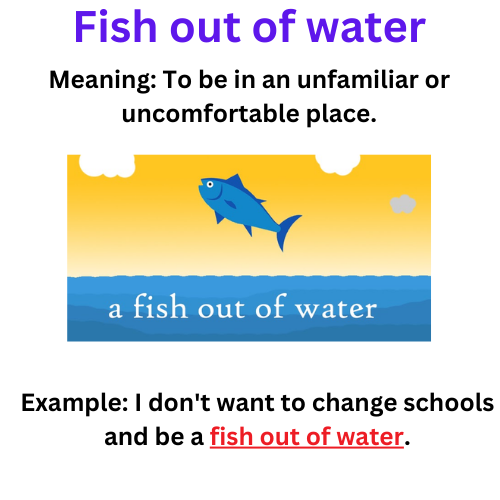 Fish out of water
Meaning: To be in an unfamiliar or
uncomfortable place.
a fish out of water
Example: I don't want to change schools
and be a fish out of water.